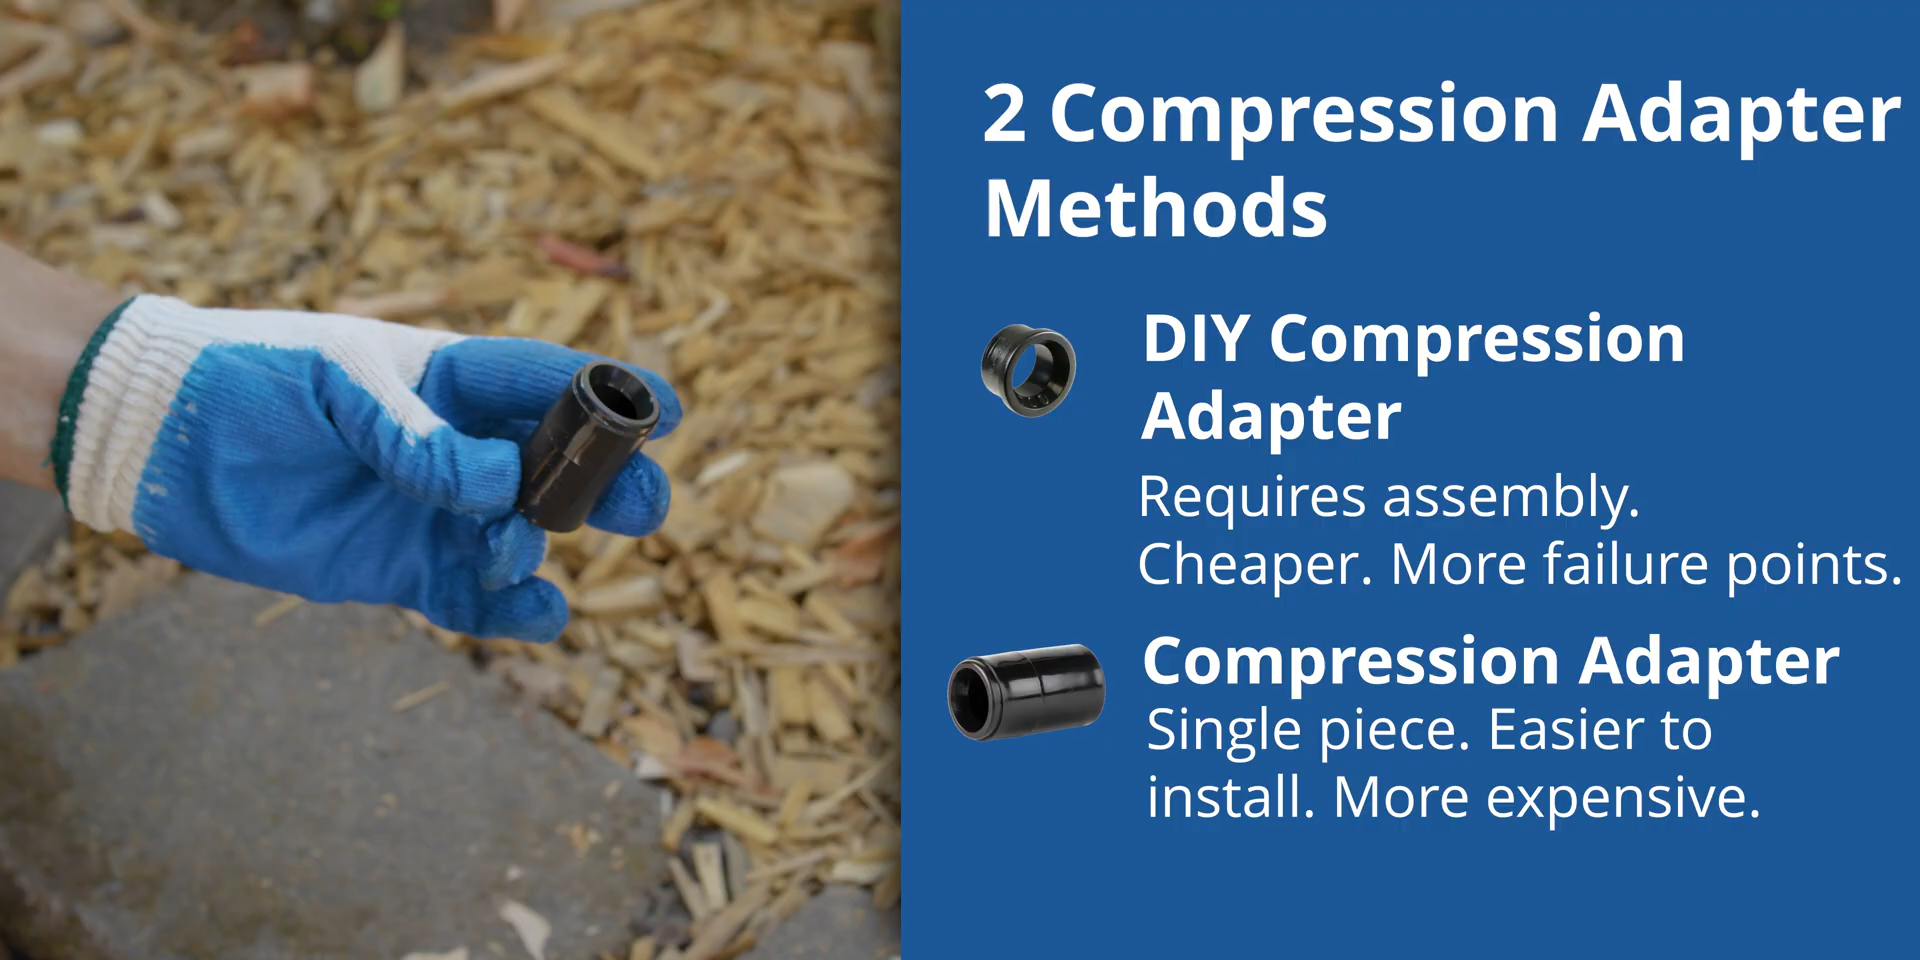 2 Compression Adapter
Methods
DIY Compression
Adapter
Requires assembly.
Cheaper. More failure points.
Compression Adapter
Single piece. Easier to
install. More expensive.